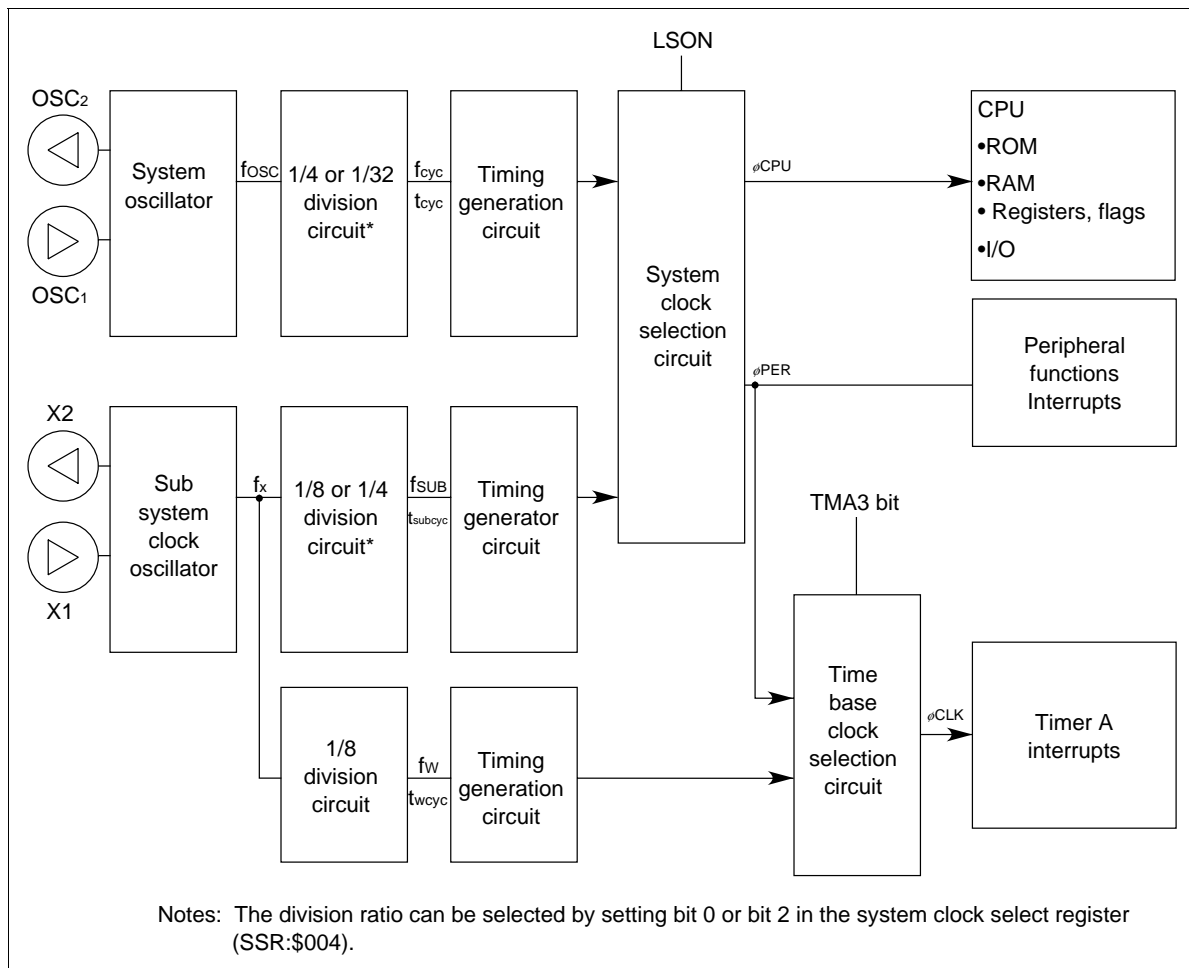 LSON
OSC2
OSC1
System
oscillator
fOSC
1/4 or 1/32
division
circuit*
fcyc
tcyc
Timing
generation
circuit
System
clock
selection
circuit
øCPU
øPER
CPU
•ROM
•RAM
• Registers, flags
•I/O
Peripheral
functions
Interrupts
X2
X1
Sub
system
clock
oscillator
fx
1/8 or 1/4
division
circuit*
fSUB
tsubcyc
Timing
generator
circuit
TMA3 bit
1/8
division
circuit
fW
twcyc
Timing
generation
circuit
Time
base
clock
selection
circuit
øCLK
Timer A
interrupts
Notes: The division ratio can be selected by setting bit 0 or bit 2 in the system clock select register
(SSR:$004).